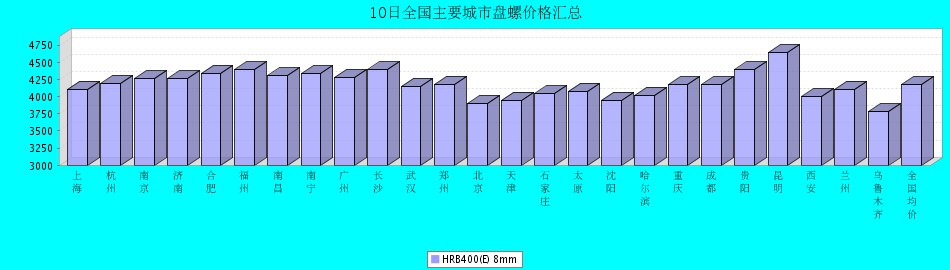 10日全国主要城市盘螺价格汇总
4750
4500
4250
4000
3750
3500
3250
3000
上海
杭州
南京
济南
合肥
福州
南昌
南宁
广州
长沙
武汉
郑州
北京
天津
石家庄
太原
沈阳
哈尔滨
重庆
成都
贵阳
昆明
西安
兰州
乌鲁木齐
全国均价
HRB400(E) 8mm